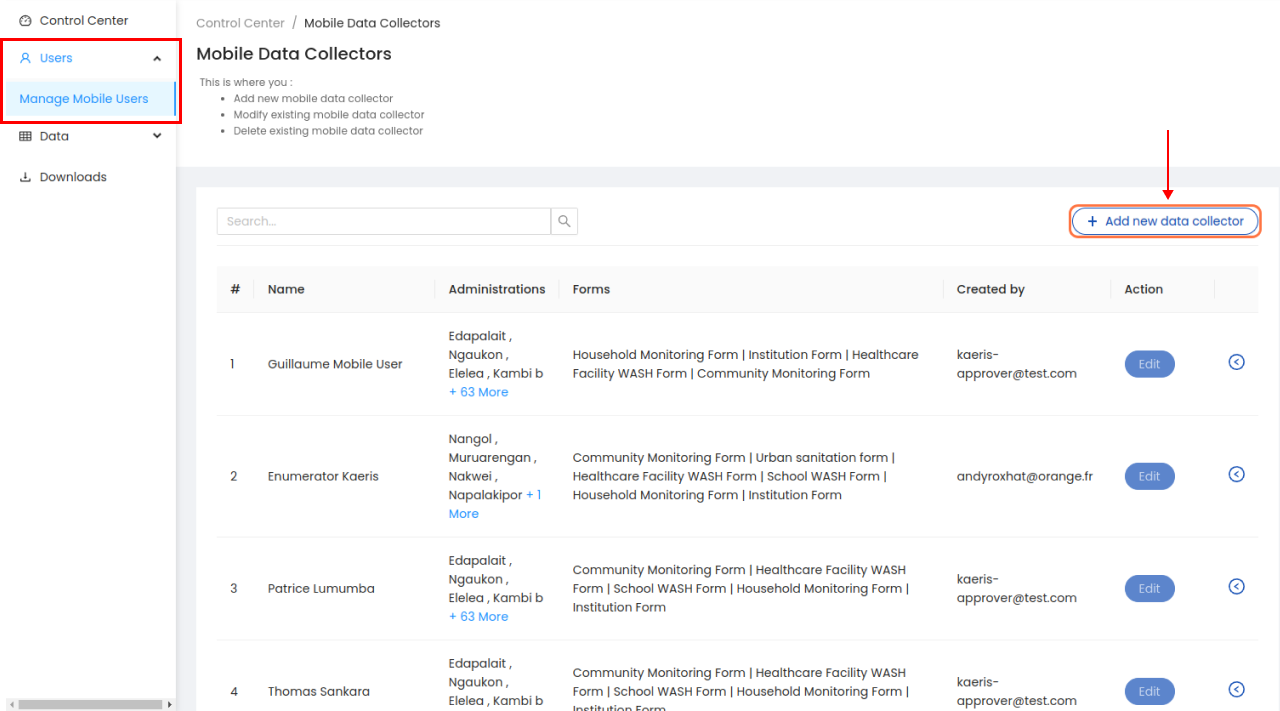 Control Center
Users
Manage Mobile Users
Data
Downloads
Control Center / Mobile Data Collectors
Mobile Data Collectors
This is where you :
• Add new mobile data collector
• Modify existing mobile data collector
• Delete existing mobile data collector
Search...
+ Add new data collector
# Name Administrations Forms Created by Action
1
Guillaume Mobile User
Edapalait ,
Ngaukon ,
Elelea , Kambi b
+ 63 More
Household Monitoring Form | Institution Form | Healthcare
Facility WASH Form | Community Monitoring Form
kaeris-
approver@test.com
Edit
2
Enumerator Kaeris
Nangol ,
Muruarengan ,
Nakwei ,
Napalakipor + 1
More
Community Monitoring Form | Urban sanitation form |
Healthcare Facility WASH Form | School WASH Form |
Household Monitoring Form | Institution Form
andyroxhat@orange.fr
Edit
3
Patrice Lumumba
Edapalait ,
Ngaukon ,
Elelea , Kambi b
+ 63 More
Community Monitoring Form | Healthcare Facility WASH
Form | School WASH Form | Household Monitoring Form |
Institution Form
kaeris-
approver@test.com
Edit
4
Thomas Sankara
Edapalait ,
Ngaukon ,
Elelea , Kambi b
Community Monitoring Form | Healthcare Facility WASH
Form | School WASH Form | Household Monitoring Form |
Institution Form
kaeris-
approver@test.com
Edit